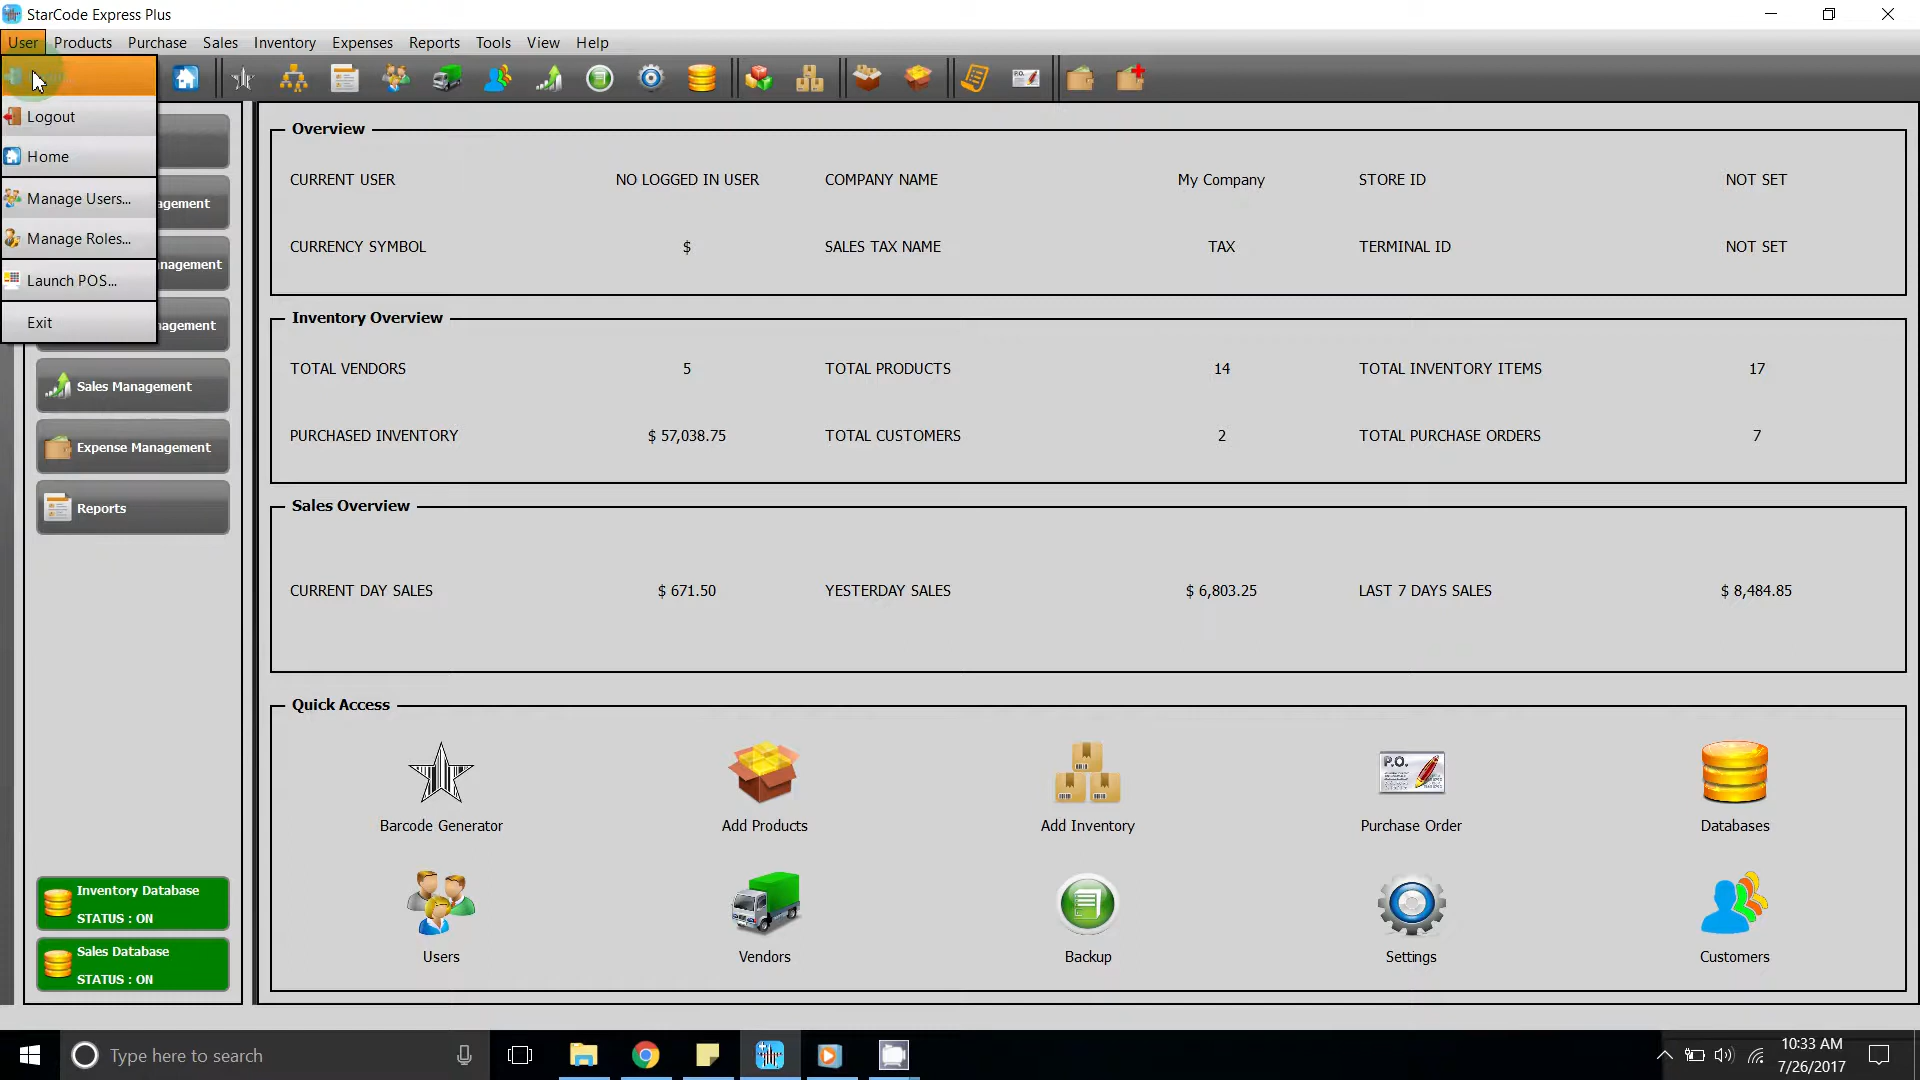 StarCode Express Plus
User Products Purchase Sales Inventory Expenses Reports Tools View Help
Logout
Home
Manage Users...
Manage Roles...
Launch POS...
Exit
agement
nagement
agement
Sales Management
Expense Management
Reports
Inventory Database
STATUS : ON
Sales Database
STATUS : ON
Overview
CURRENT USER NO LOGGED IN USER COMPANY NAME My Company STORE ID NOT SET
CURRENCY SYMBOL $ SALES TAX NAME TAX TERMINAL ID NOT SET
Inventory Overview
TOTAL VENDORS 5 TOTAL PRODUCTS 14 TOTAL INVENTORY ITEMS 17
PURCHASED INVENTORY $ 57,038.75 TOTAL CUSTOMERS 2 TOTAL PURCHASE ORDERS 7
Sales Overview
CURRENT DAY SALES $ 671.50 YESTERDAY SALES $ 6,803.25 LAST 7 DAYS SALES $ 8,484.85
Quick Access
P.O.
Barcode Generator Add Products Add Inventory Purchase Order Databases
Users Vendors Backup Settings Customers
Type here to search
10:33 AM
7/26/2017